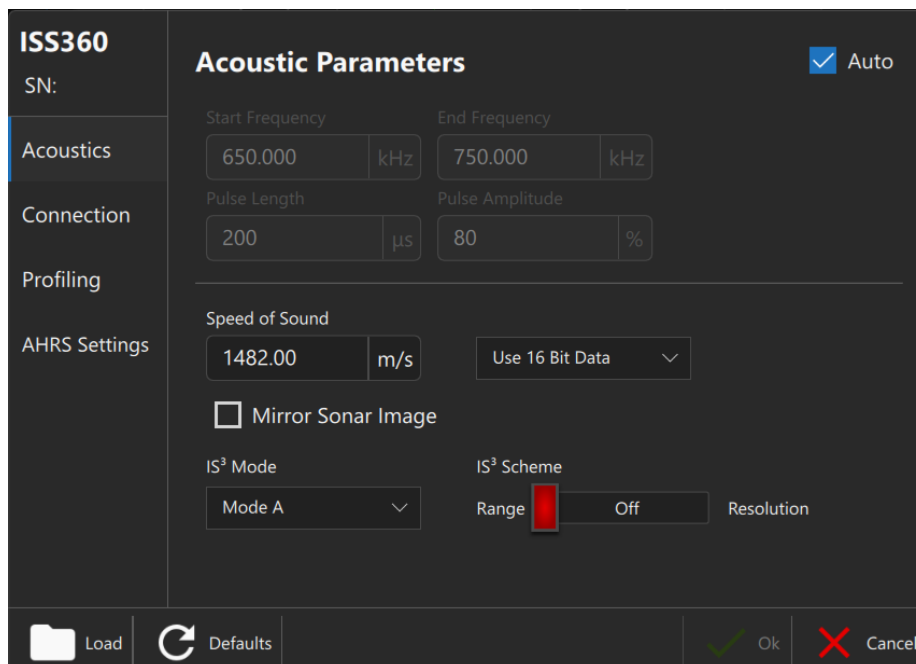 ISS360
SN:
Acoustics
Connection
Profiling
AHRS Settings
Acoustic Parameters
Auto
Start Frequency End Frequency
650.000 kHz 750.000 kHz
Pulse Length Pulse Amplitude
200 µs 80 %
Speed of Sound
1482.00 m/s Use 16 Bit Data
Mirror Sonar Image
IS³ Mode IS³ Scheme
Mode A Range Off Resolution
Load Defaults Ok Cancel